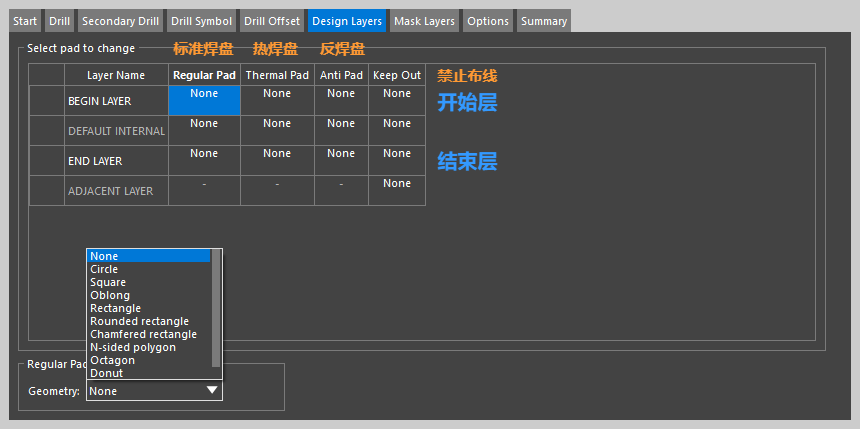 Start Drill Secondary Drill Drill Symbol Drill Offset Design Layers Mask Layers Options Summary
Select pad to change 标准焊盘 热焊盘 反焊盘
Layer Name Regular Pad Thermal Pad Anti Pad Keep Out 禁止布线
BEGIN LAYER None None None None 开始层
DEFAULT INTERNAL None None None None
END LAYER None None None None 结束层
ADJACENT LAYER - - - None
None
Circle
Square
Oblong
Rectangle
Rounded rectangle
Chamfered rectangle
N-sided polygon
Octagon
Donut
Regular Pad
Geometry: None